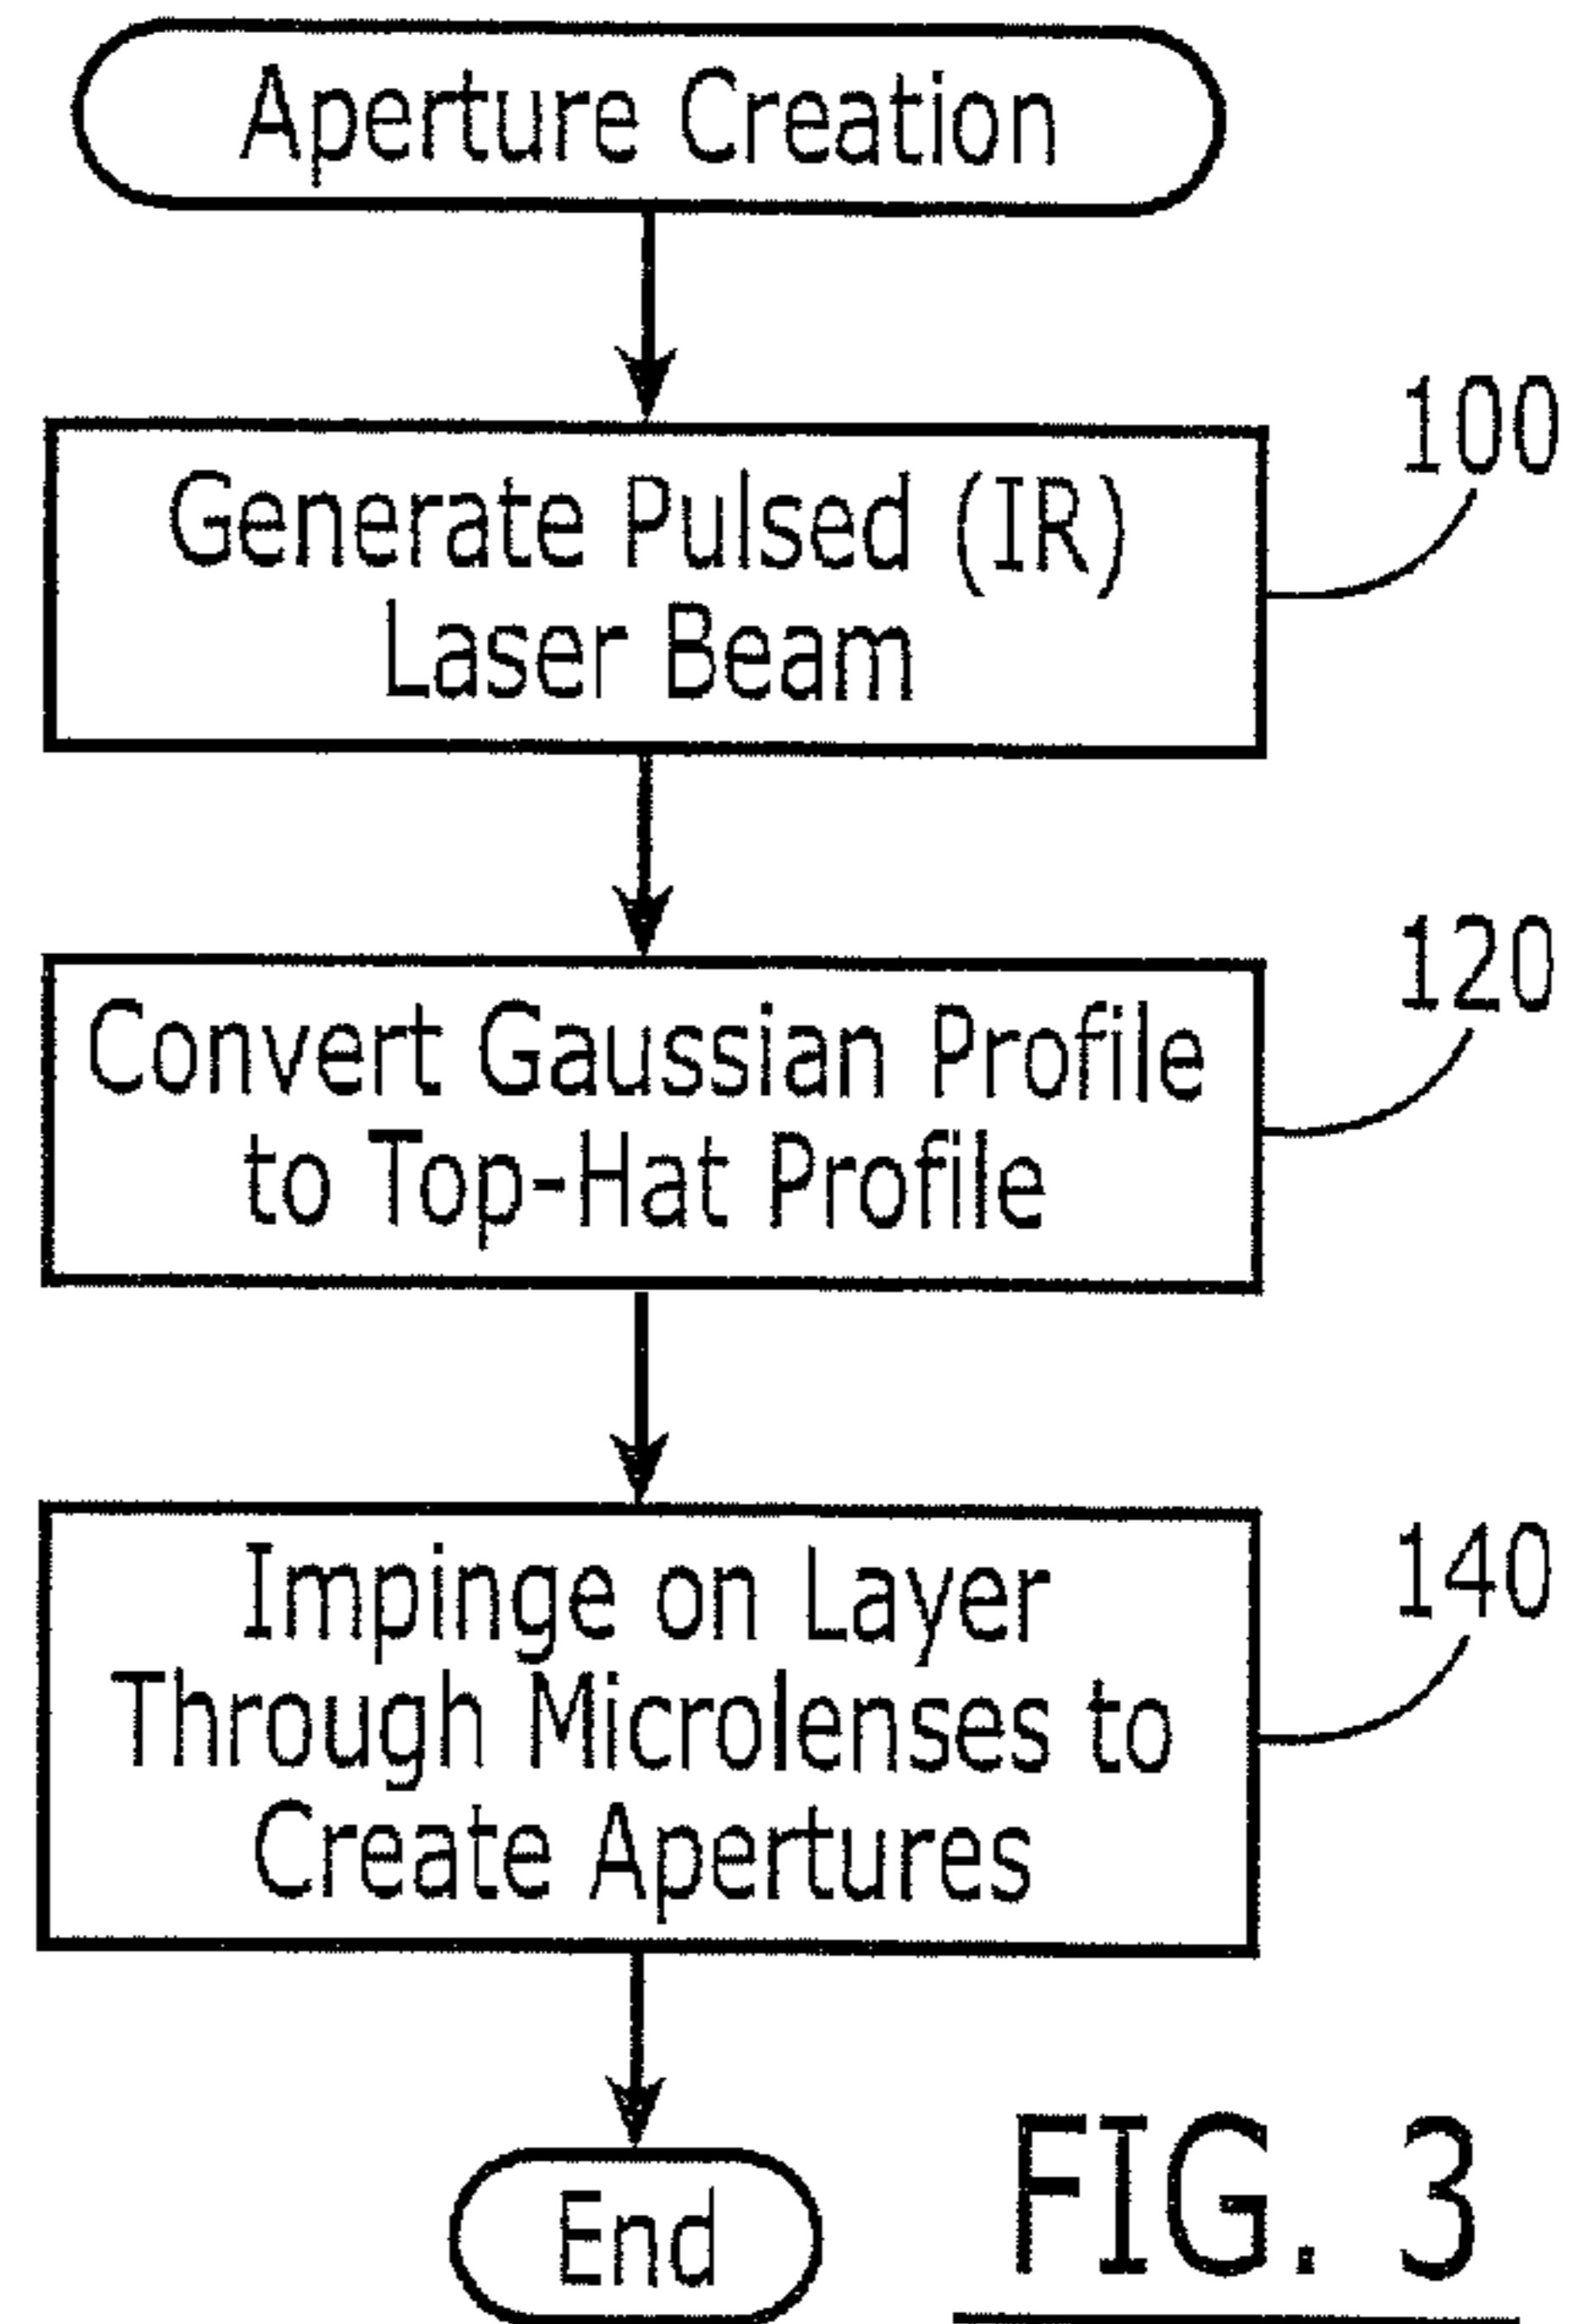 Aperture Creation
100
Generate Pulsed (IR)
Laser Beam
120
Convert Gaussian Profile
to Top-Hat Profile
140
Impinge on Layer
Through Microlenses to
Create Apertures
End
FIG. 3